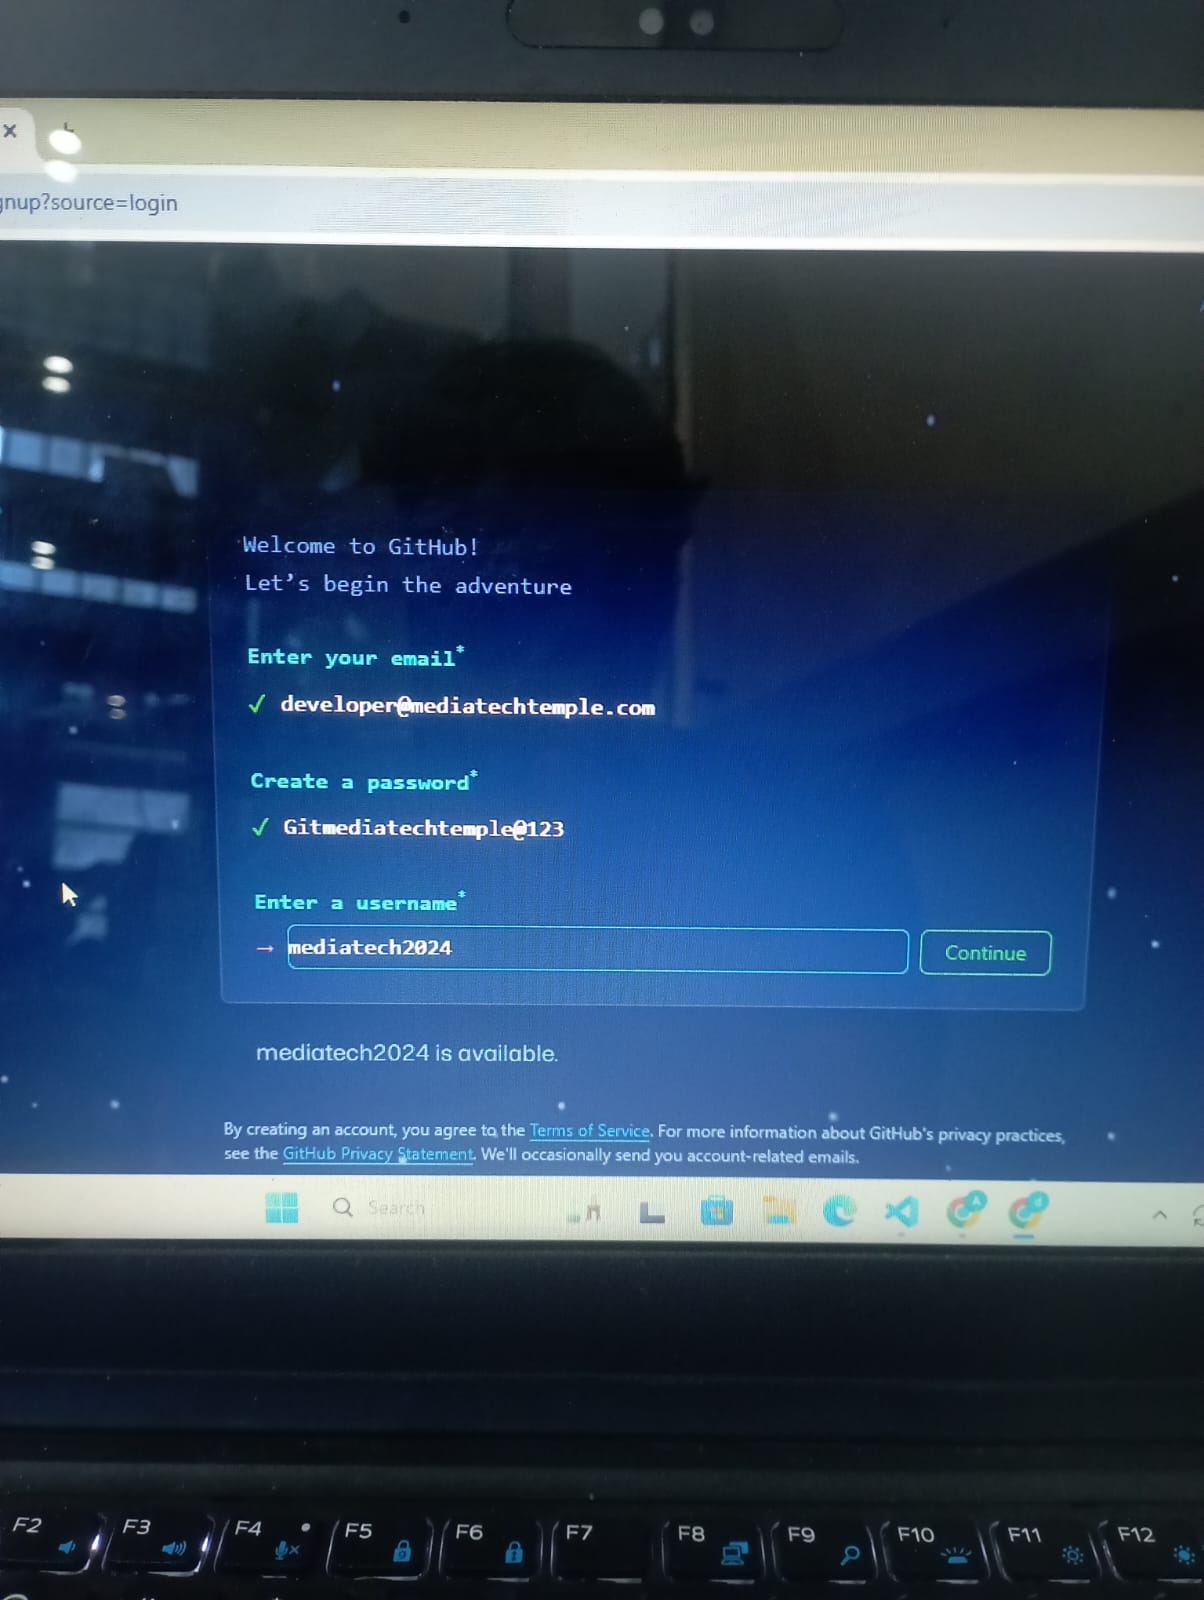 gnup?source=login
Welcome to GitHub!
Let's begin the adventure
Enter your email*
✓ developer@mediatechtemple.com
Create a password*
✓ Gitmediatechtemple@123
Enter a username*
→ mediatech2024 Continue
mediatech2024 is available.
By creating an account, you agree to the Terms of Service. For more information about GitHub's privacy practices,
see the GitHub Privacy Statement. We'll occasionally send you account-related emails.
Search
F2 F3 F4 F5 F6 F7 F8 F9 F10 F11 F12